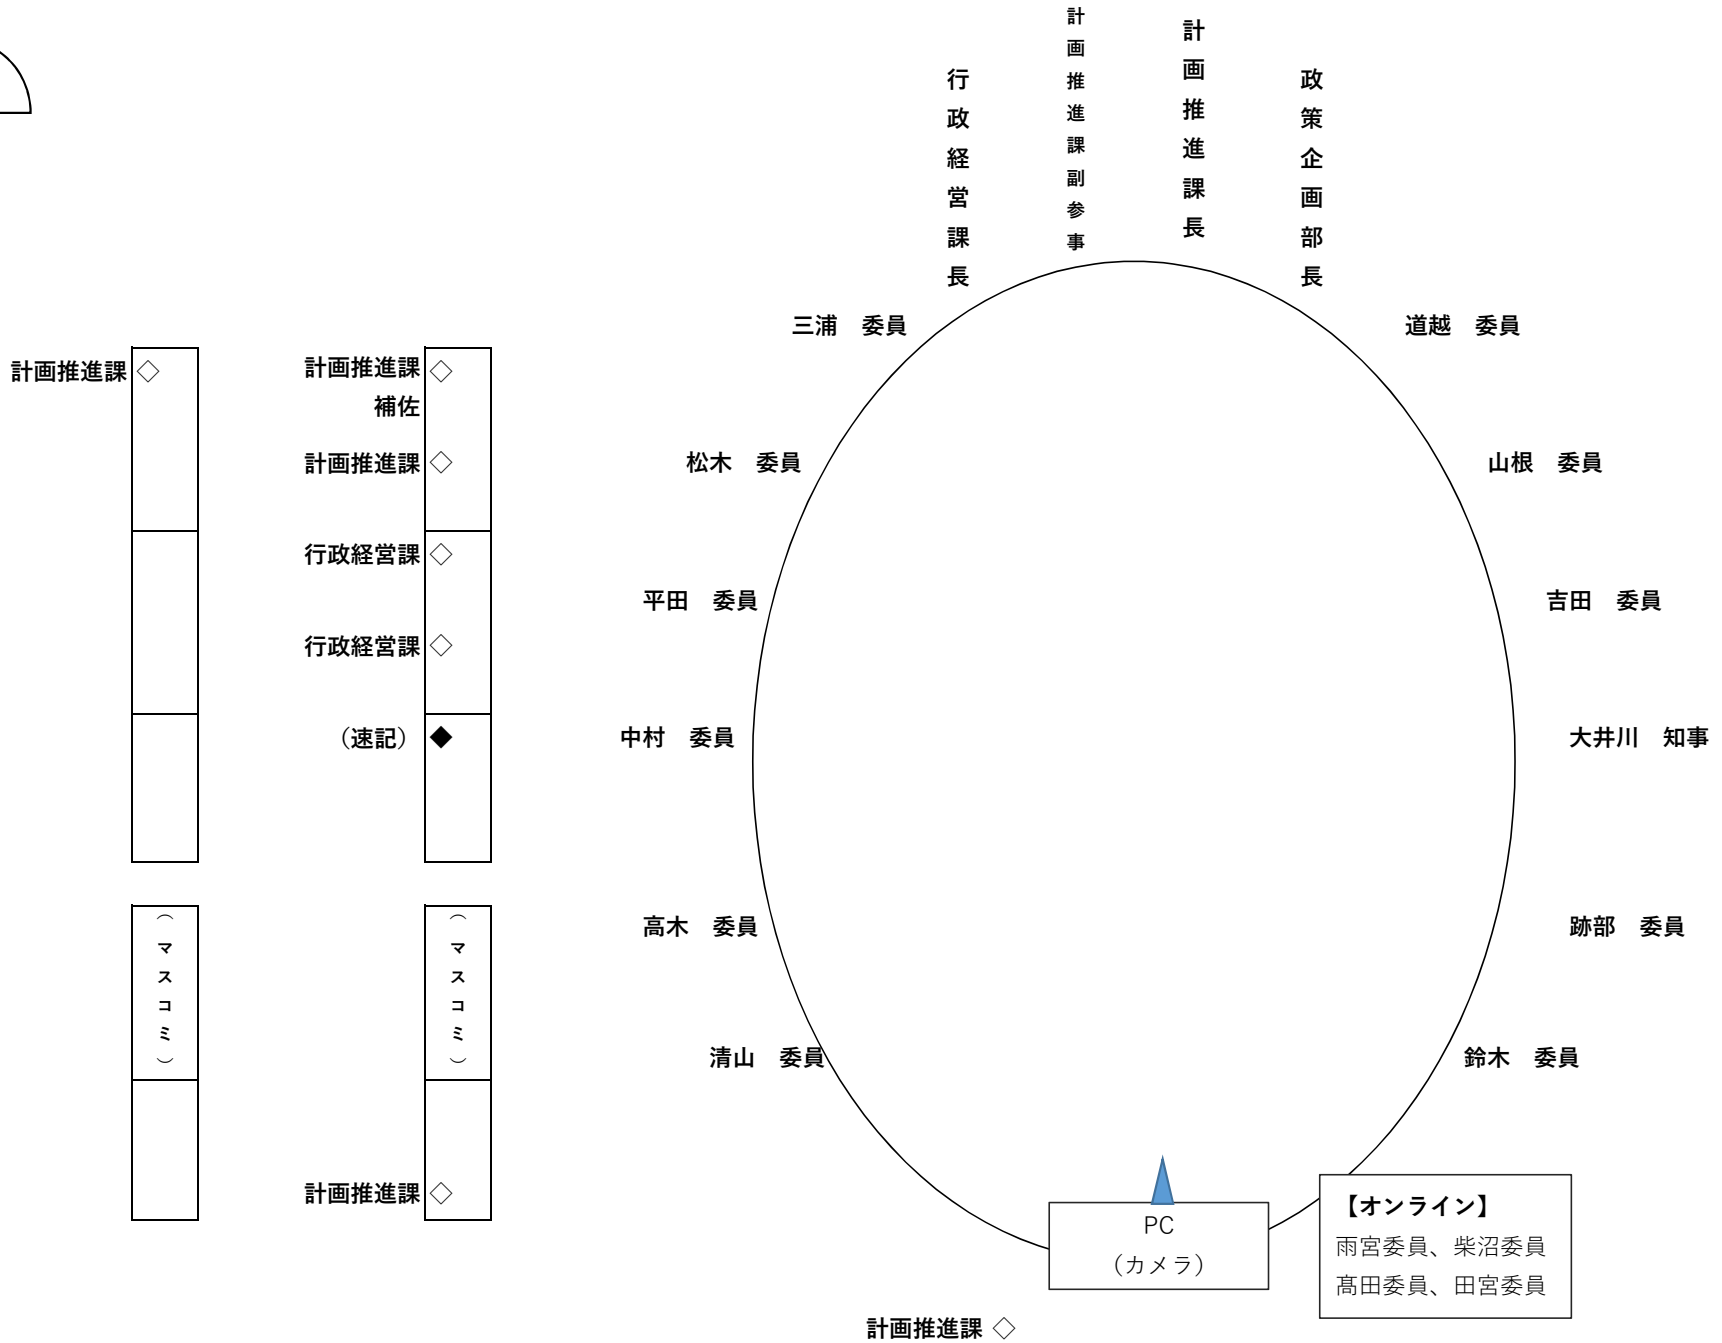 行政経営課長
計画推進課副参事
計画推進課長
政策企画部長
三浦　委員
道越　委員
計画推進課 ◇
計画推進課 ◇
補佐
松木　委員
山根　委員
計画推進課 ◇
行政経営課 ◇
平田　委員
吉田　委員
行政経営課 ◇
（速記） ◆
中村　委員
大井川　知事
（マスコミ）
（マスコミ）
高木　委員
跡部　委員
清山　委員
鈴木　委員
計画推進課 ◇
PC
（カメラ）
【オンライン】
雨宮委員、柴沼委員
髙田委員、田宮委員
計画推進課 ◇